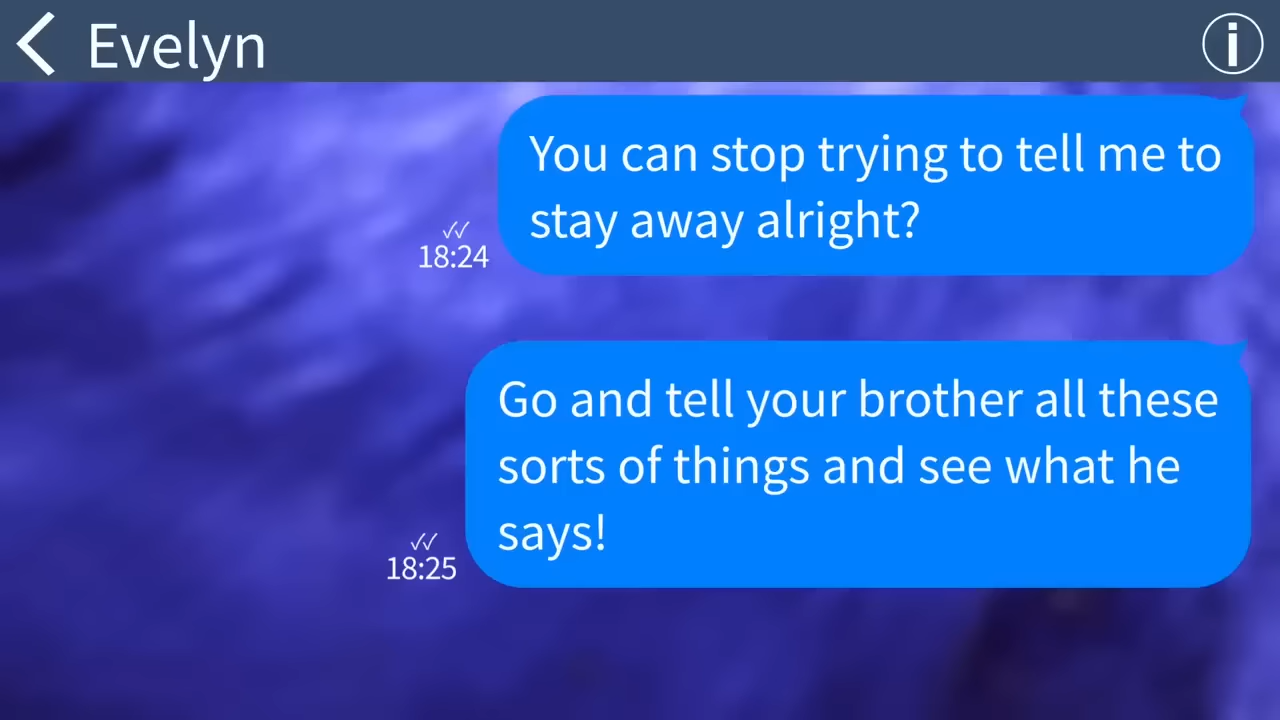 Evelyn
You can stop trying to tell me to
stay away alright?
18:24
Go and tell your brother all these
sorts of things and see what he
says!
18:25